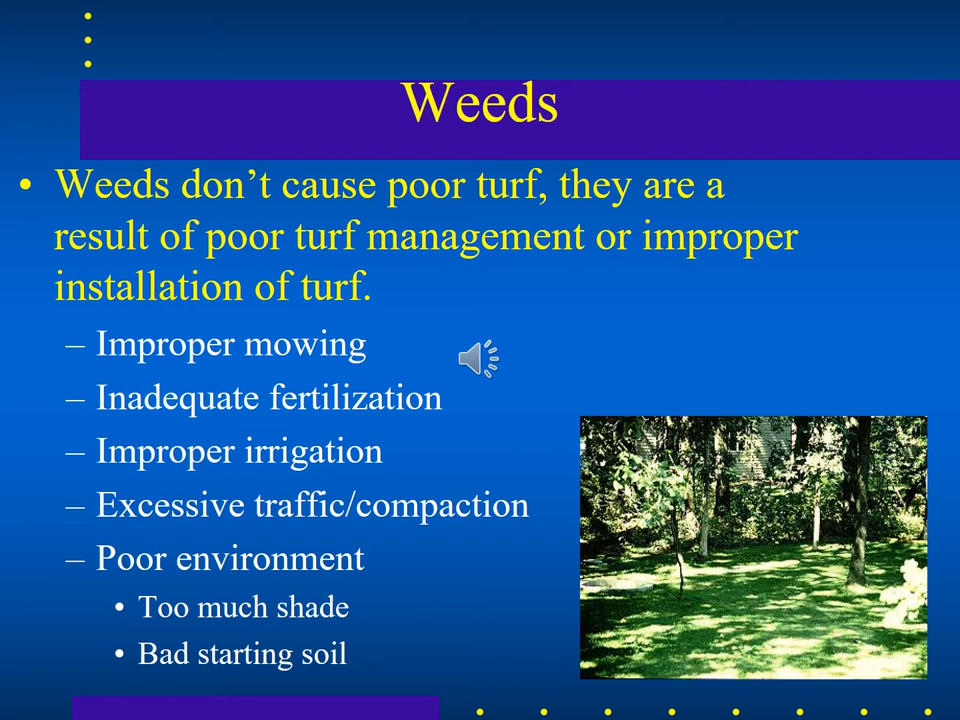 Weeds
• Weeds don’t cause poor turf, they are a
result of poor turf management or improper
installation of turf.
– Improper mowing
– Inadequate fertilization
– Improper irrigation
– Excessive traffic/compaction
– Poor environment
• Too much shade
• Bad starting soil